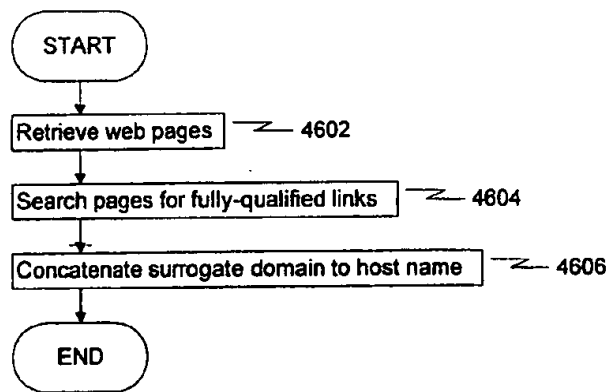 START
Retrieve web pages 4602
Search pages for fully-qualified links 4604
Concatenate surrogate domain to host name 4606
END